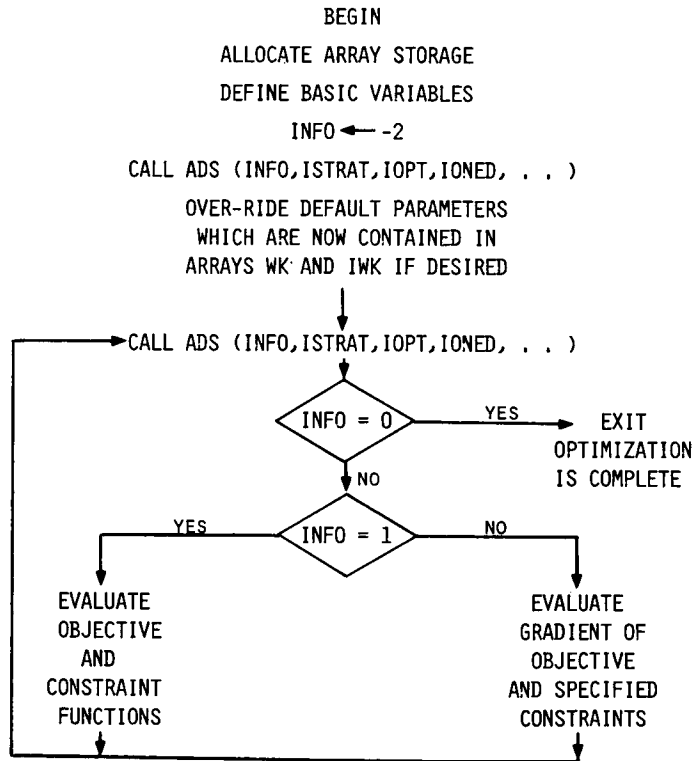 BEGIN
ALLOCATE ARRAY STORAGE
DEFINE BASIC VARIABLES
INFO ← -2
CALL ADS (INFO,ISTRAT,IOPT,IONED, . . . )
OVER-RIDE DEFAULT PARAMETERS
WHICH ARE NOW CONTAINED IN
ARRAYS WK AND IWK IF DESIRED
CALL ADS (INFO,ISTRAT,IOPT,IONED, . . . )
INFO = 0
YES
EXIT
OPTIMIZATION
IS COMPLETE
NO
INFO = 1
YES
NO
EVALUATE
OBJECTIVE
AND
CONSTRAINT
FUNCTIONS
EVALUATE
GRADIENT OF
OBJECTIVE
AND SPECIFIED
CONSTRAINTS